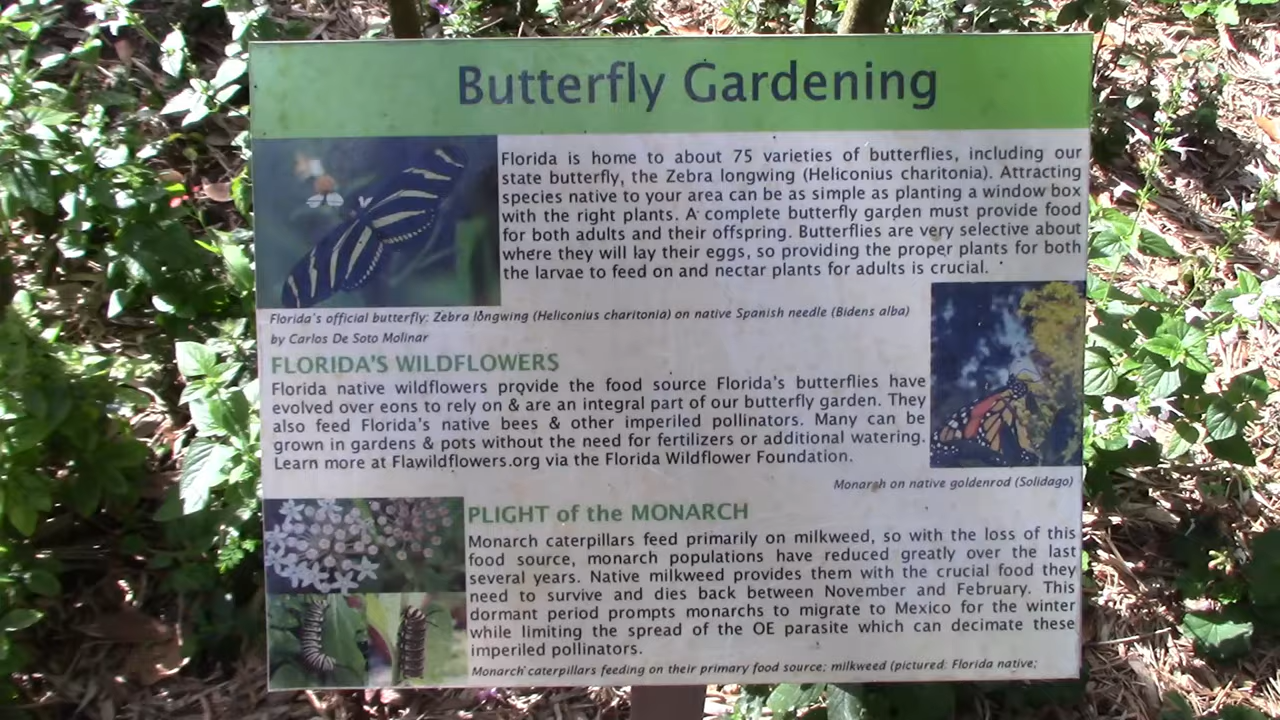 Butterfly Gardening
Florida is home to about 75 varieties of butterflies, including our
state butterfly, the Zebra longwing (Heliconius charitonia). Attracting
species native to your area can be as simple as planting a window box
with the right plants. A complete butterfly garden must provide food
for both adults and their offspring. Butterflies are very selective about
where they will lay their eggs, so providing the proper plants for both
the larvae to feed on and nectar plants for adults is crucial.
Florida's official butterfly: Zebra longwing (Heliconius charitonia) on native Spanish needle (Bidens alba)
by Carlos De Soto Molinar
FLORIDA'S WILDFLOWERS
Florida native wildflowers provide the food source Florida's butterflies have
evolved over eons to rely on & are an integral part of our butterfly garden. They
also feed Florida's native bees & other imperiled pollinators. Many can be
grown in gardens & pots without the need for fertilizers or additional watering.
Learn more at Flawildflowers.org via the Florida Wildflower Foundation.
Monarch on native goldenrod (Solidago)
PLIGHT of the MONARCH
Monarch caterpillars feed primarily on milkweed, so with the loss of this
food source, monarch populations have reduced greatly over the last
several years. Native milkweed provides them with the crucial food they
need to survive and dies back between November and February. This
dormant period prompts monarchs to migrate to Mexico for the winter
while limiting the spread of the OE parasite which can decimate these
imperiled pollinators.
Monarch caterpillars feeding on their primary food source: milkweed (pictured: Florida native;